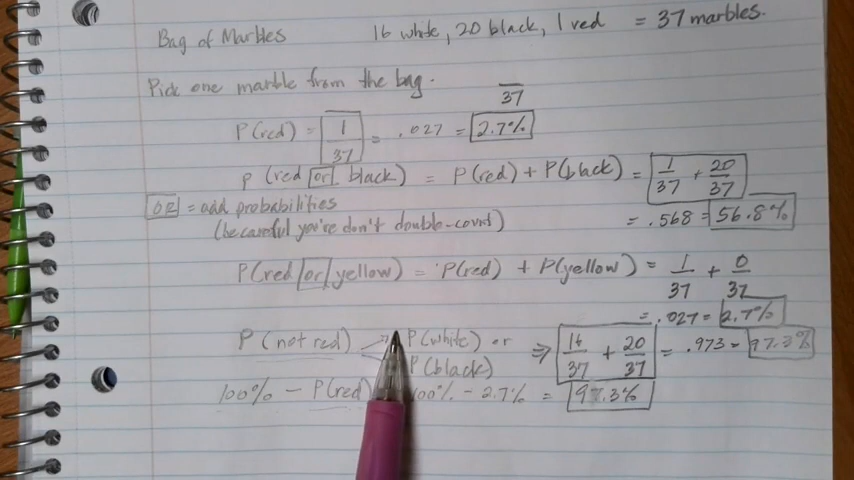 Bag of Marbles 16 white, 20 black, 1 red = 37 marbles.
Pick one marble from the bag.
37
P(red) = 1/37 = .027 = 2.7%
P(red or black) = P(red) + P(black) = 1/37 + 20/37
OR = add probabilities
= .568 = 56.8%
(be careful you're don't double-count)
P(red or yellow) = P(red) + P(yellow) = 1/37 + 0/37
= .027 = 2.7%
P(not red) P(white) or P(black) ⇒ 16/37 + 20/37 = .973 = 97.3%
100% - P(red) 100% - 2.7% = 97.3%